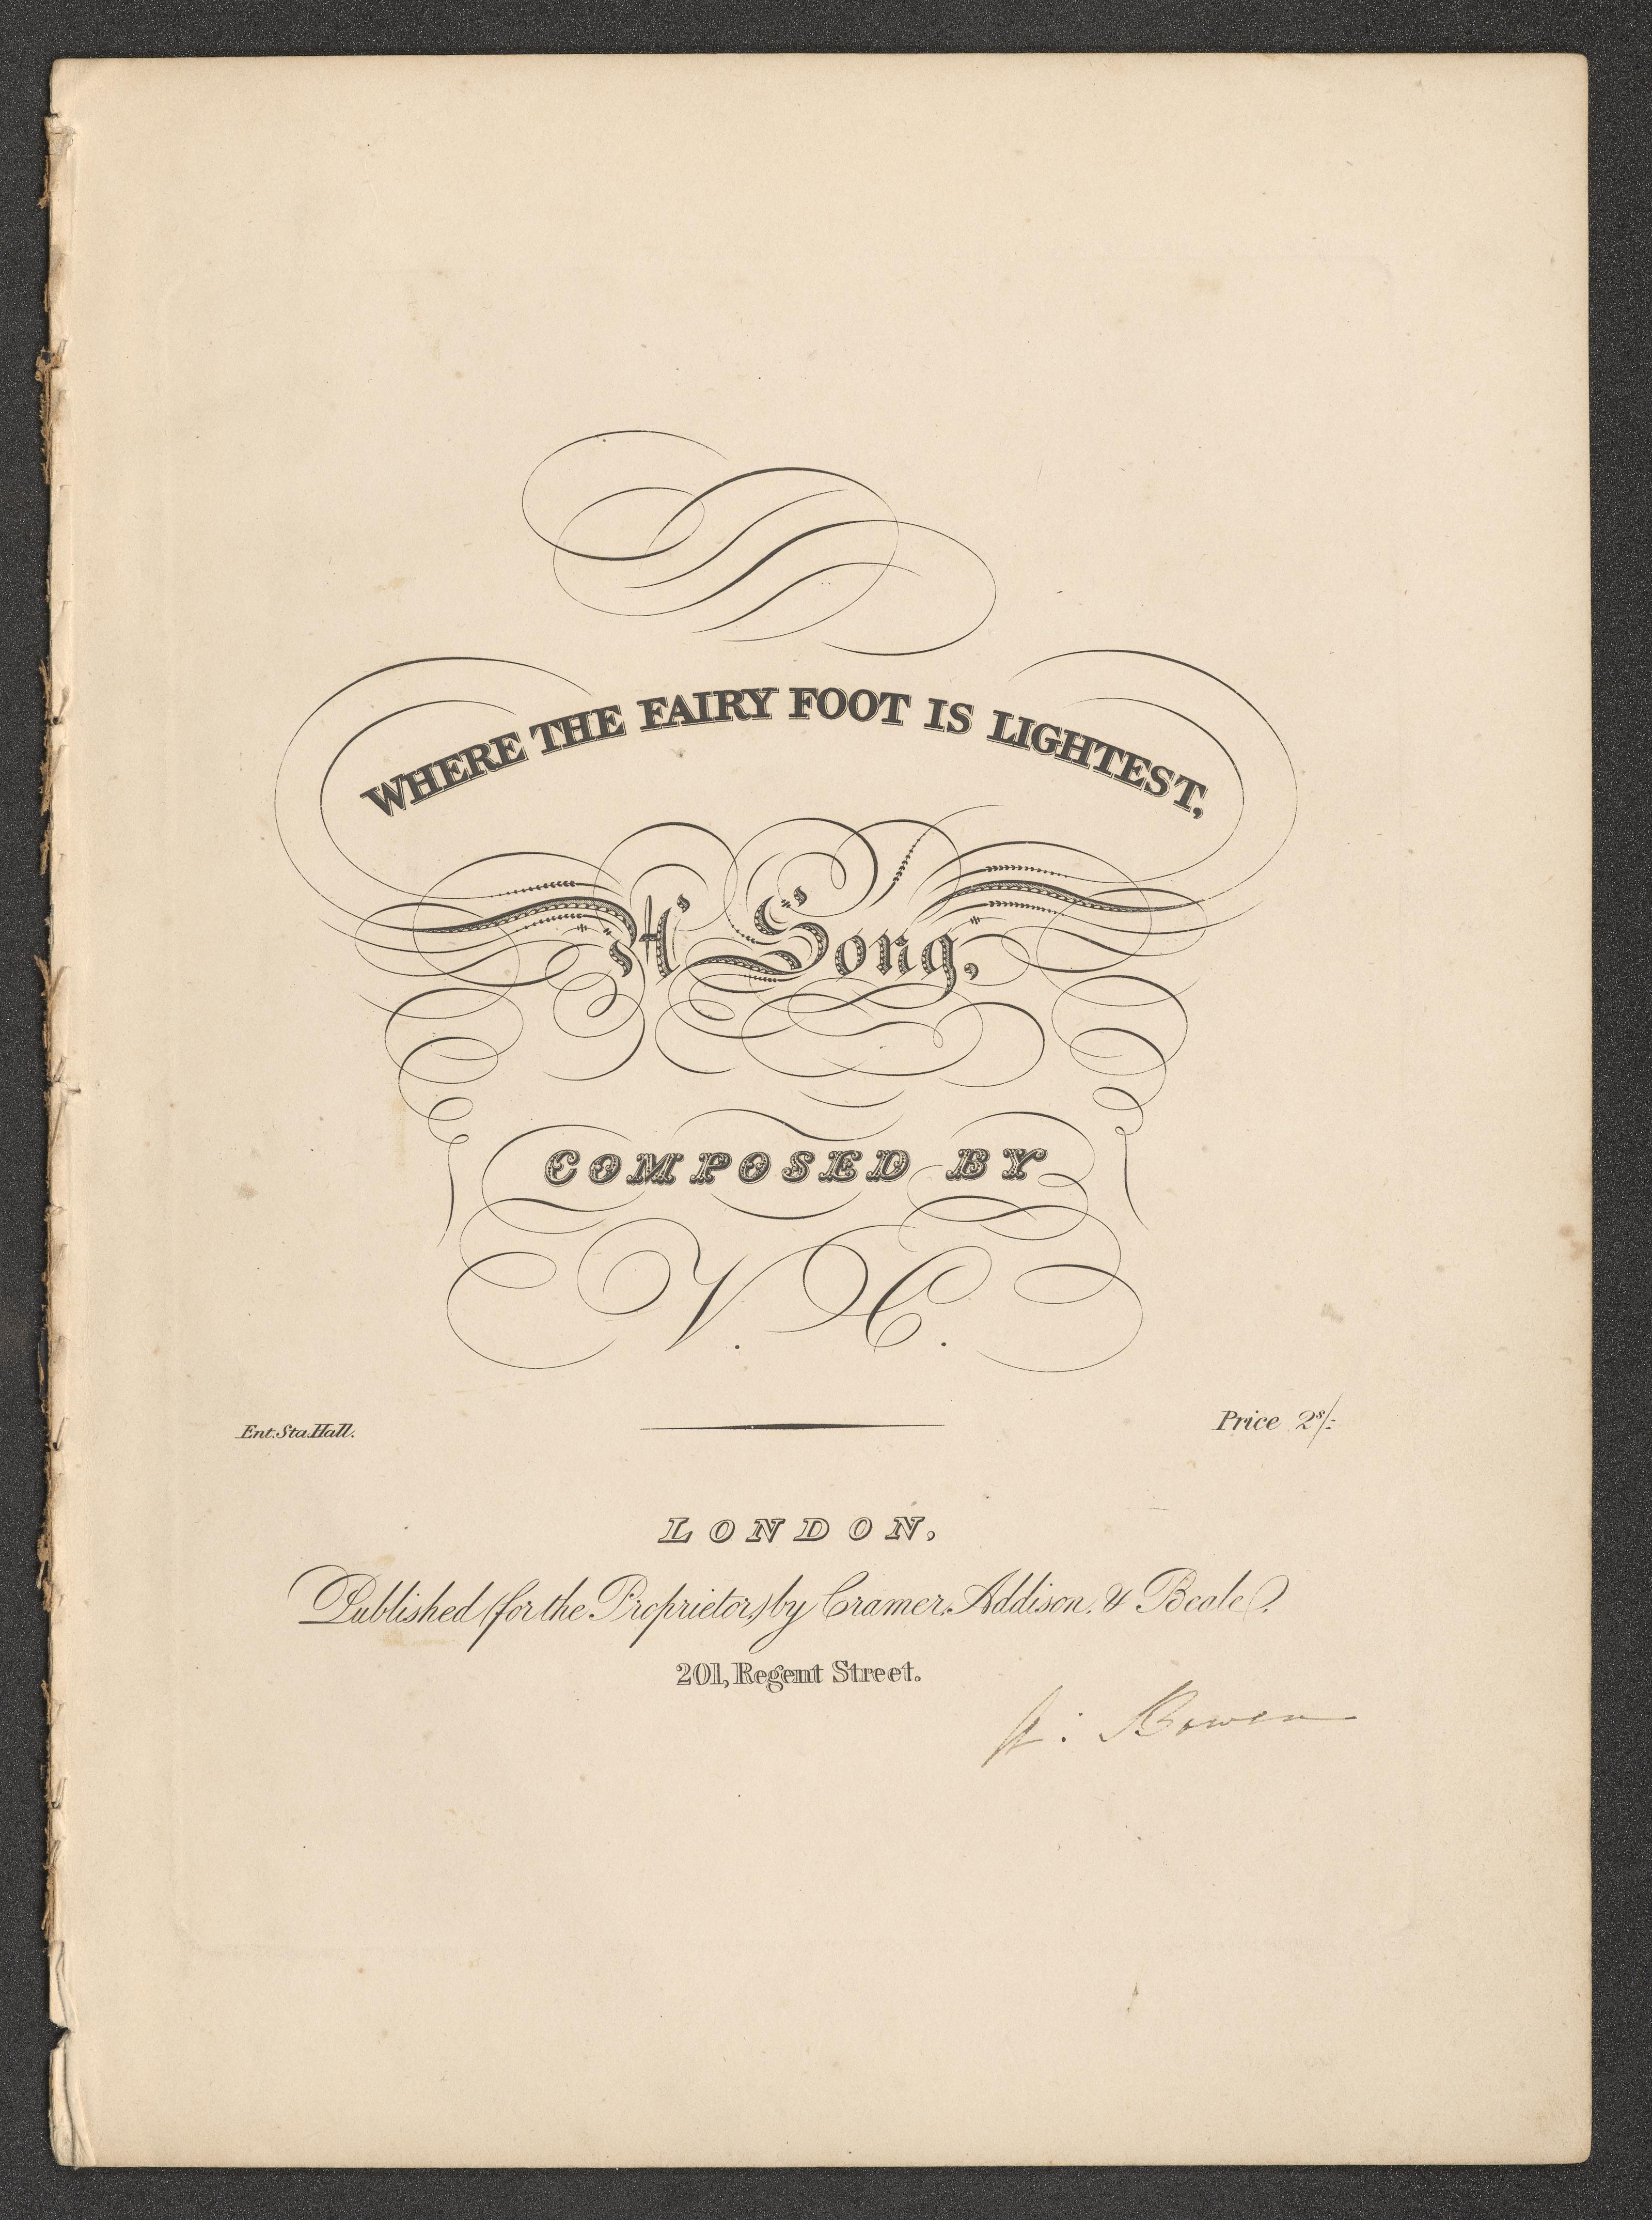 WHERE THE FAIRY FOOT IS LIGHTEST,
A Song,
COMPOSED BY
V. C.
Ent. Sta. Hall.
Price 2s/-
LONDON,
Published (for the Proprietor) by Cramer, Addison, & Beale,
201, Regent Street.
Bowen